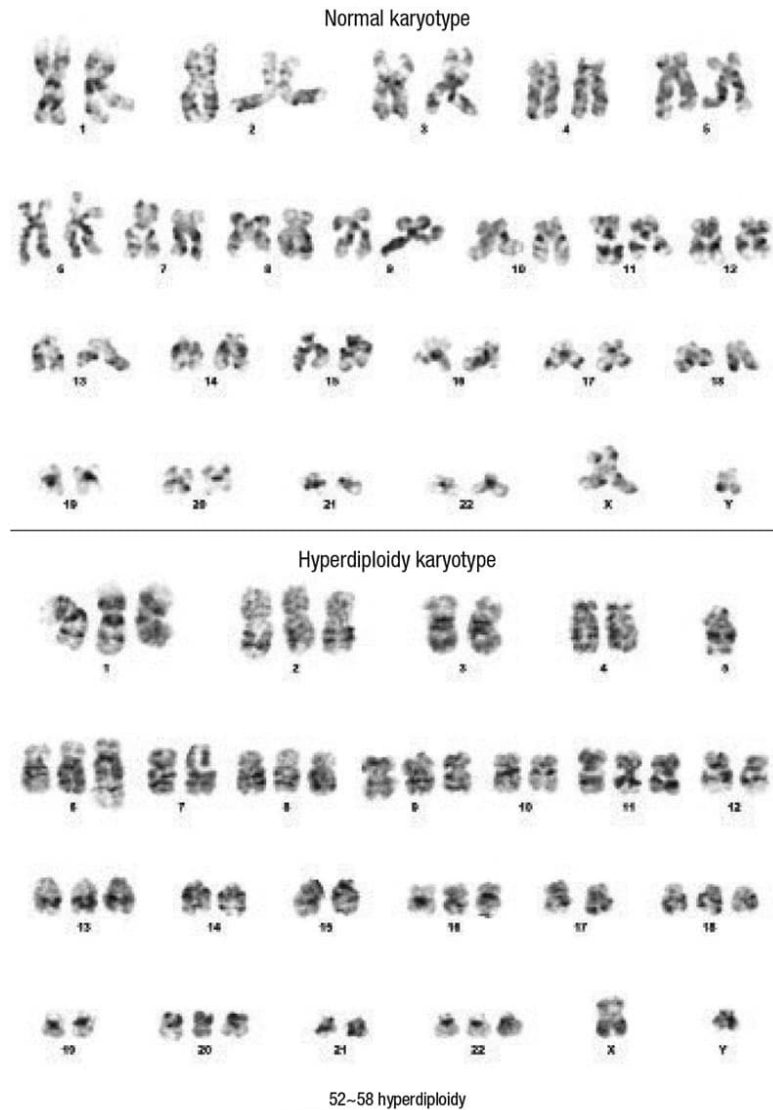 Normal karyotype
1 2 3 4 5
6 7 8 9 10 11 12
13 14 15 16 17 18
19 20 21 22 X Y
Hyperdiploidy karyotype
1 2 3 4 5
6 7 8 9 10 11 12
13 14 15 16 17 18
19 20 21 22 X Y
52~58 hyperdiploidy